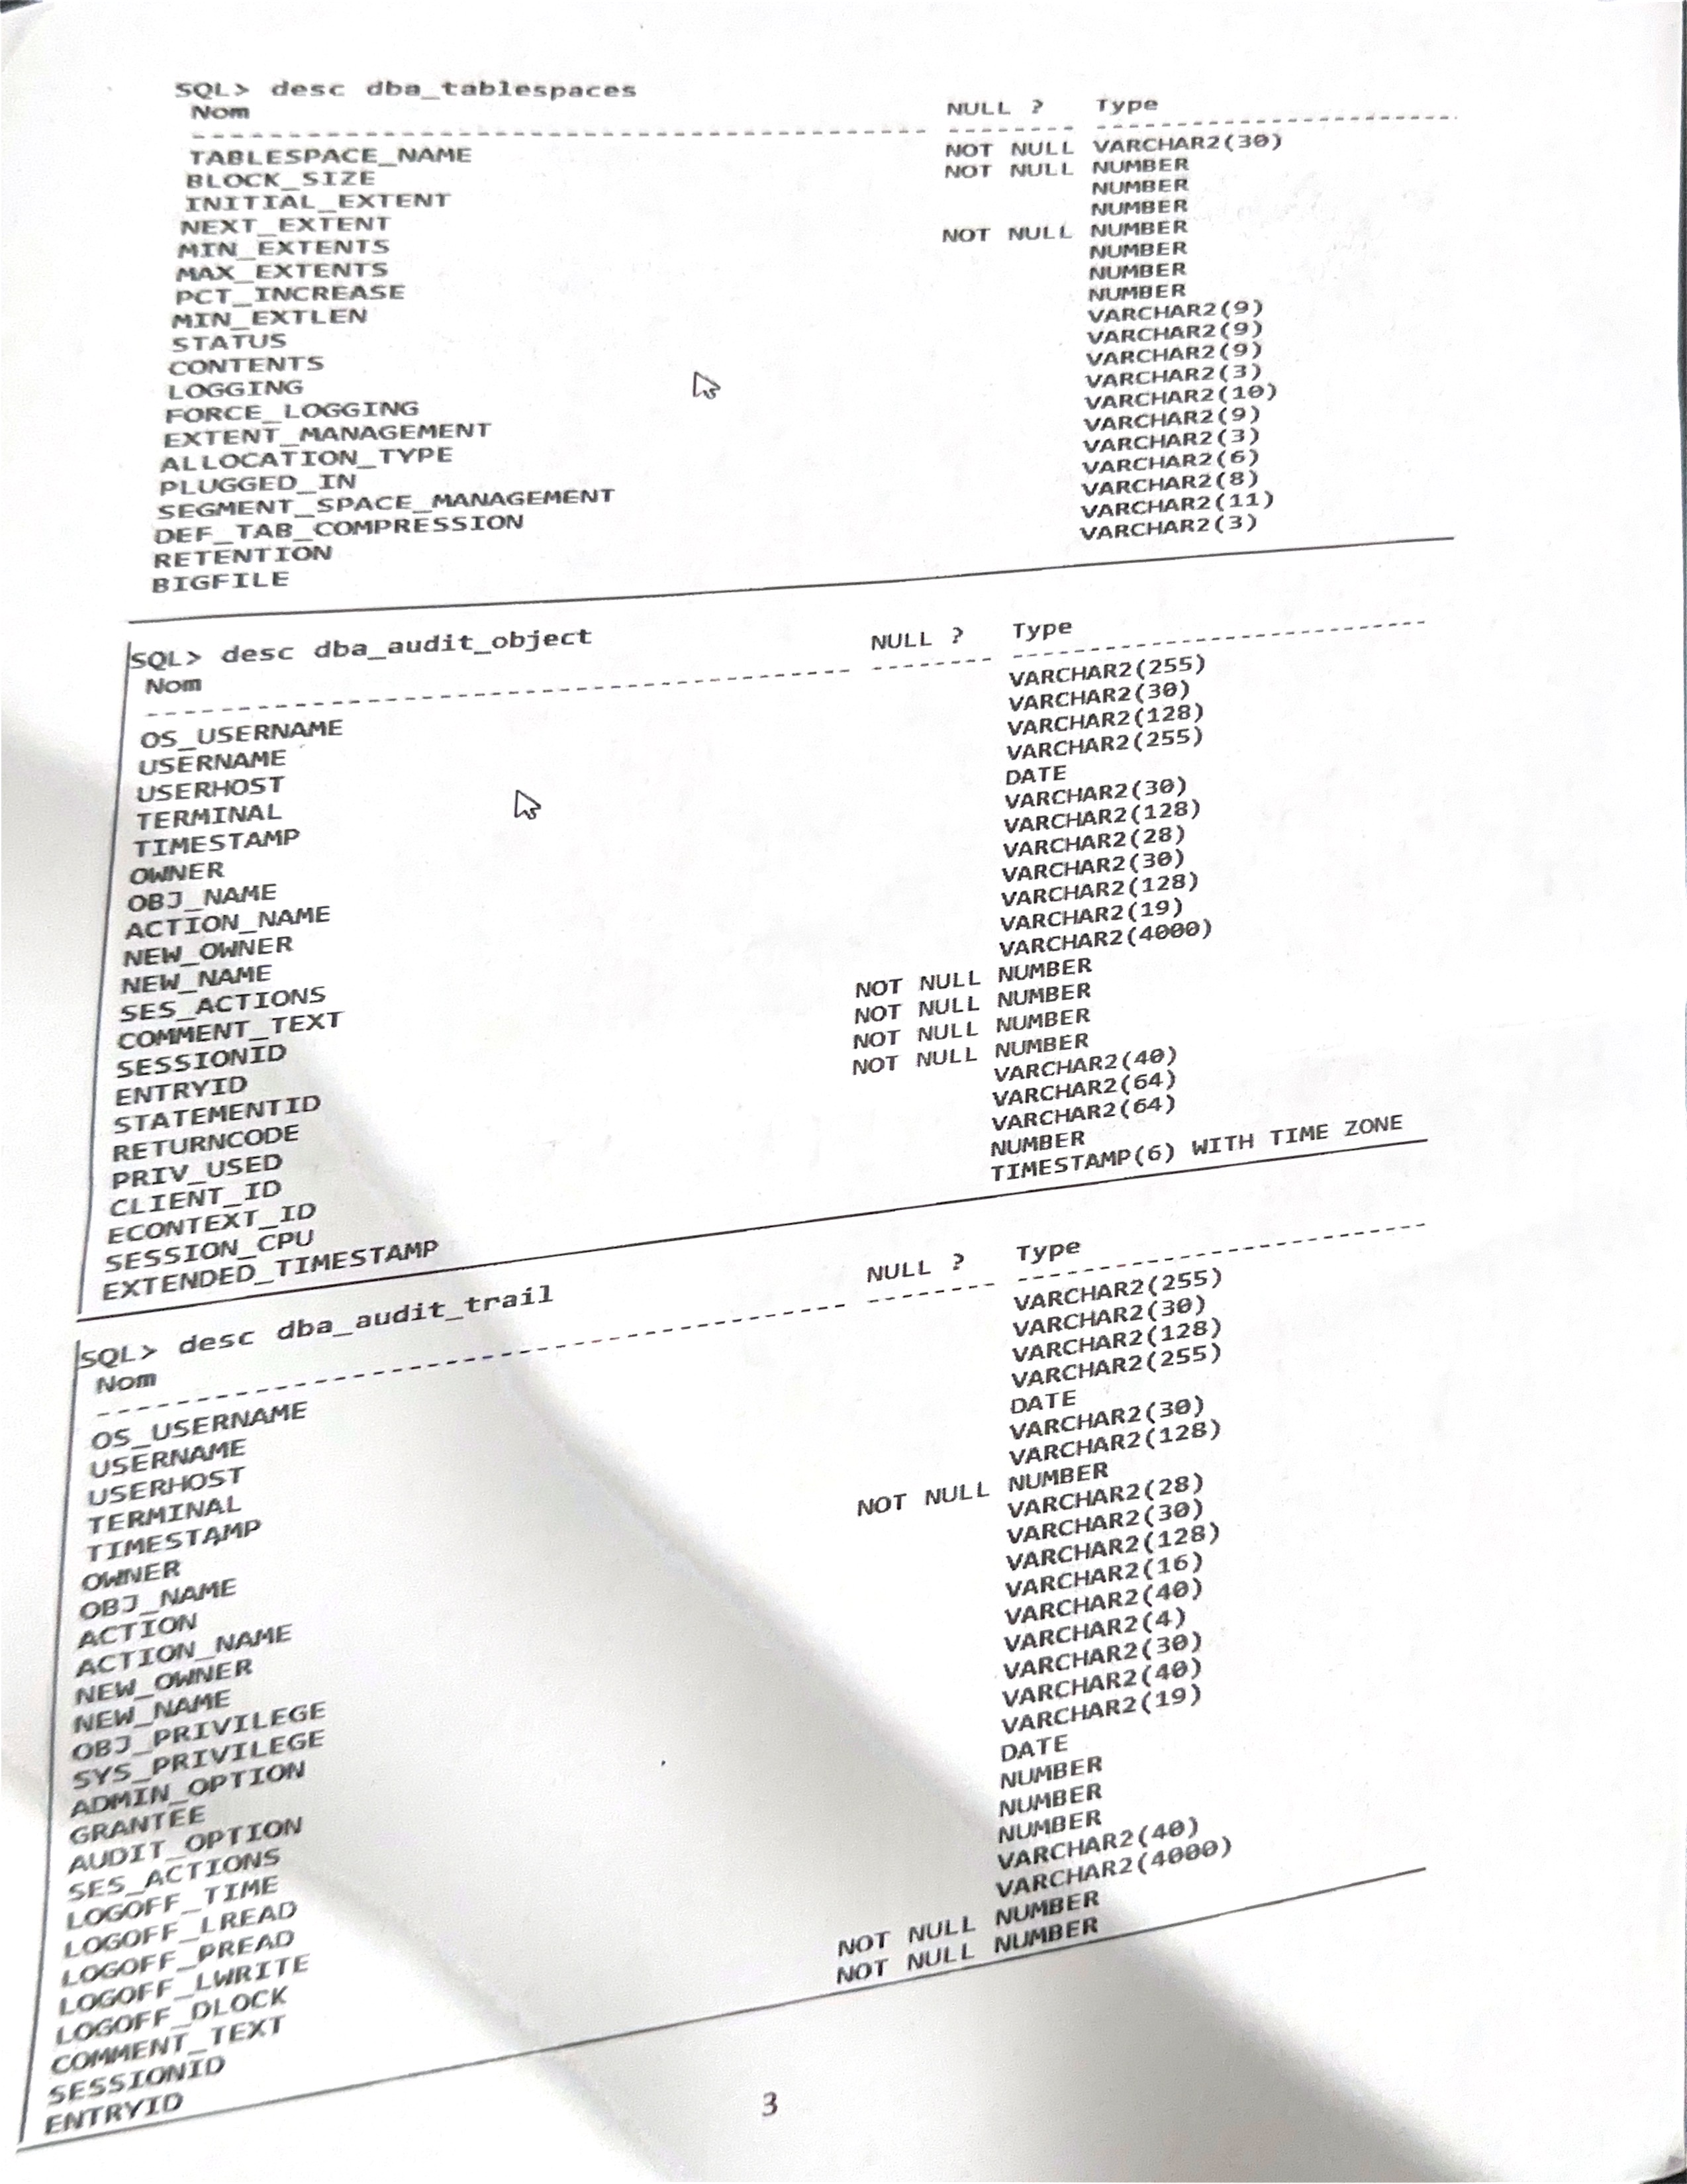 SQL> desc dba_tablespaces
Nom NULL ? Type
TABLESPACE_NAME NOT NULL VARCHAR2(30)
BLOCK_SIZE NOT NULL NUMBER
INITIAL_EXTENT NUMBER
NEXT_EXTENT NUMBER
MIN_EXTENTS NOT NULL NUMBER
MAX_EXTENTS NUMBER
PCT_INCREASE NUMBER
MIN_EXTLEN NUMBER
STATUS VARCHAR2(9)
CONTENTS VARCHAR2(9)
LOGGING VARCHAR2(9)
FORCE_LOGGING VARCHAR2(3)
EXTENT_MANAGEMENT VARCHAR2(10)
ALLOCATION_TYPE VARCHAR2(9)
PLUGGED_IN VARCHAR2(3)
SEGMENT_SPACE_MANAGEMENT VARCHAR2(6)
DEF_TAB_COMPRESSION VARCHAR2(8)
RETENTION VARCHAR2(11)
BIGFILE VARCHAR2(3)
SQL> desc dba_audit_object
Nom NULL ? Type
OS_USERNAME VARCHAR2(255)
USERNAME VARCHAR2(30)
USERHOST VARCHAR2(128)
TERMINAL VARCHAR2(255)
TIMESTAMP DATE
OWNER VARCHAR2(30)
OBJ_NAME VARCHAR2(128)
ACTION_NAME VARCHAR2(28)
NEW_OWNER VARCHAR2(30)
NEW_NAME VARCHAR2(128)
SES_ACTIONS VARCHAR2(19)
COMMENT_TEXT VARCHAR2(4000)
SESSIONID NOT NULL NUMBER
ENTRYID NOT NULL NUMBER
STATEMENTID NOT NULL NUMBER
RETURNCODE NOT NULL NUMBER
PRIV_USED VARCHAR2(40)
CLIENT_ID VARCHAR2(64)
ECONTEXT_ID VARCHAR2(64)
SESSION_CPU NUMBER
EXTENDED_TIMESTAMP TIMESTAMP(6) WITH TIME ZONE
SQL> desc dba_audit_trail
Nom NULL ? Type
OS_USERNAME VARCHAR2(255)
USERNAME VARCHAR2(30)
USERHOST VARCHAR2(128)
TERMINAL VARCHAR2(255)
TIMESTAMP DATE
OWNER VARCHAR2(30)
OBJ_NAME VARCHAR2(128)
ACTION NOT NULL NUMBER
ACTION_NAME VARCHAR2(28)
NEW_OWNER VARCHAR2(30)
NEW_NAME VARCHAR2(128)
OBJ_PRIVILEGE VARCHAR2(16)
SYS_PRIVILEGE VARCHAR2(40)
ADMIN_OPTION VARCHAR2(4)
GRANTEE VARCHAR2(30)
AUDIT_OPTION VARCHAR2(40)
SES_ACTIONS VARCHAR2(19)
LOGOFF_TIME DATE
LOGOFF_LREAD NUMBER
LOGOFF_PREAD NUMBER
LOGOFF_LWRITE NUMBER
LOGOFF_DLOCK VARCHAR2(40)
COMMENT_TEXT VARCHAR2(4000)
SESSIONID NOT NULL NUMBER
ENTRYID NOT NULL NUMBER
3